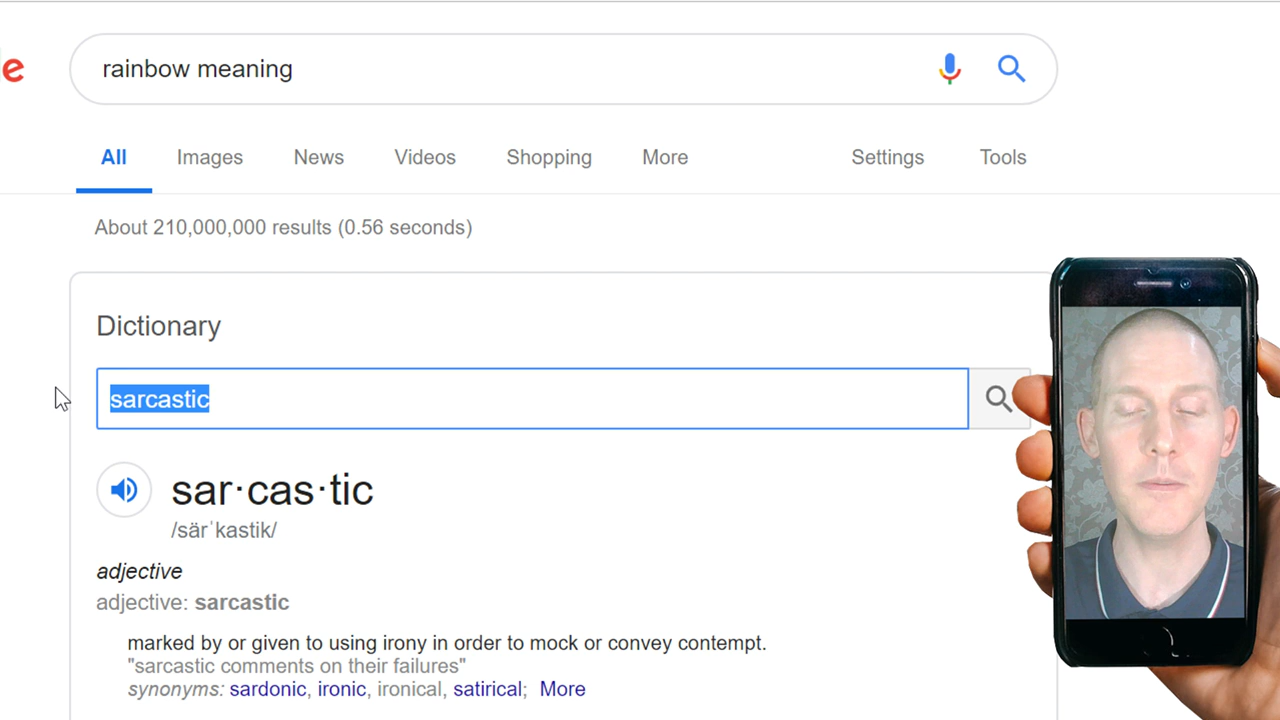 e
rainbow meaning
All Images News Videos Shopping More Settings Tools
About 210,000,000 results (0.56 seconds)
Dictionary
sarcastic
sar·cas·tic
/särˈkastik/
adjective
adjective: sarcastic
marked by or given to using irony in order to mock or convey contempt.
"sarcastic comments on their failures"
synonyms: sardonic, ironic, ironical, satirical; More